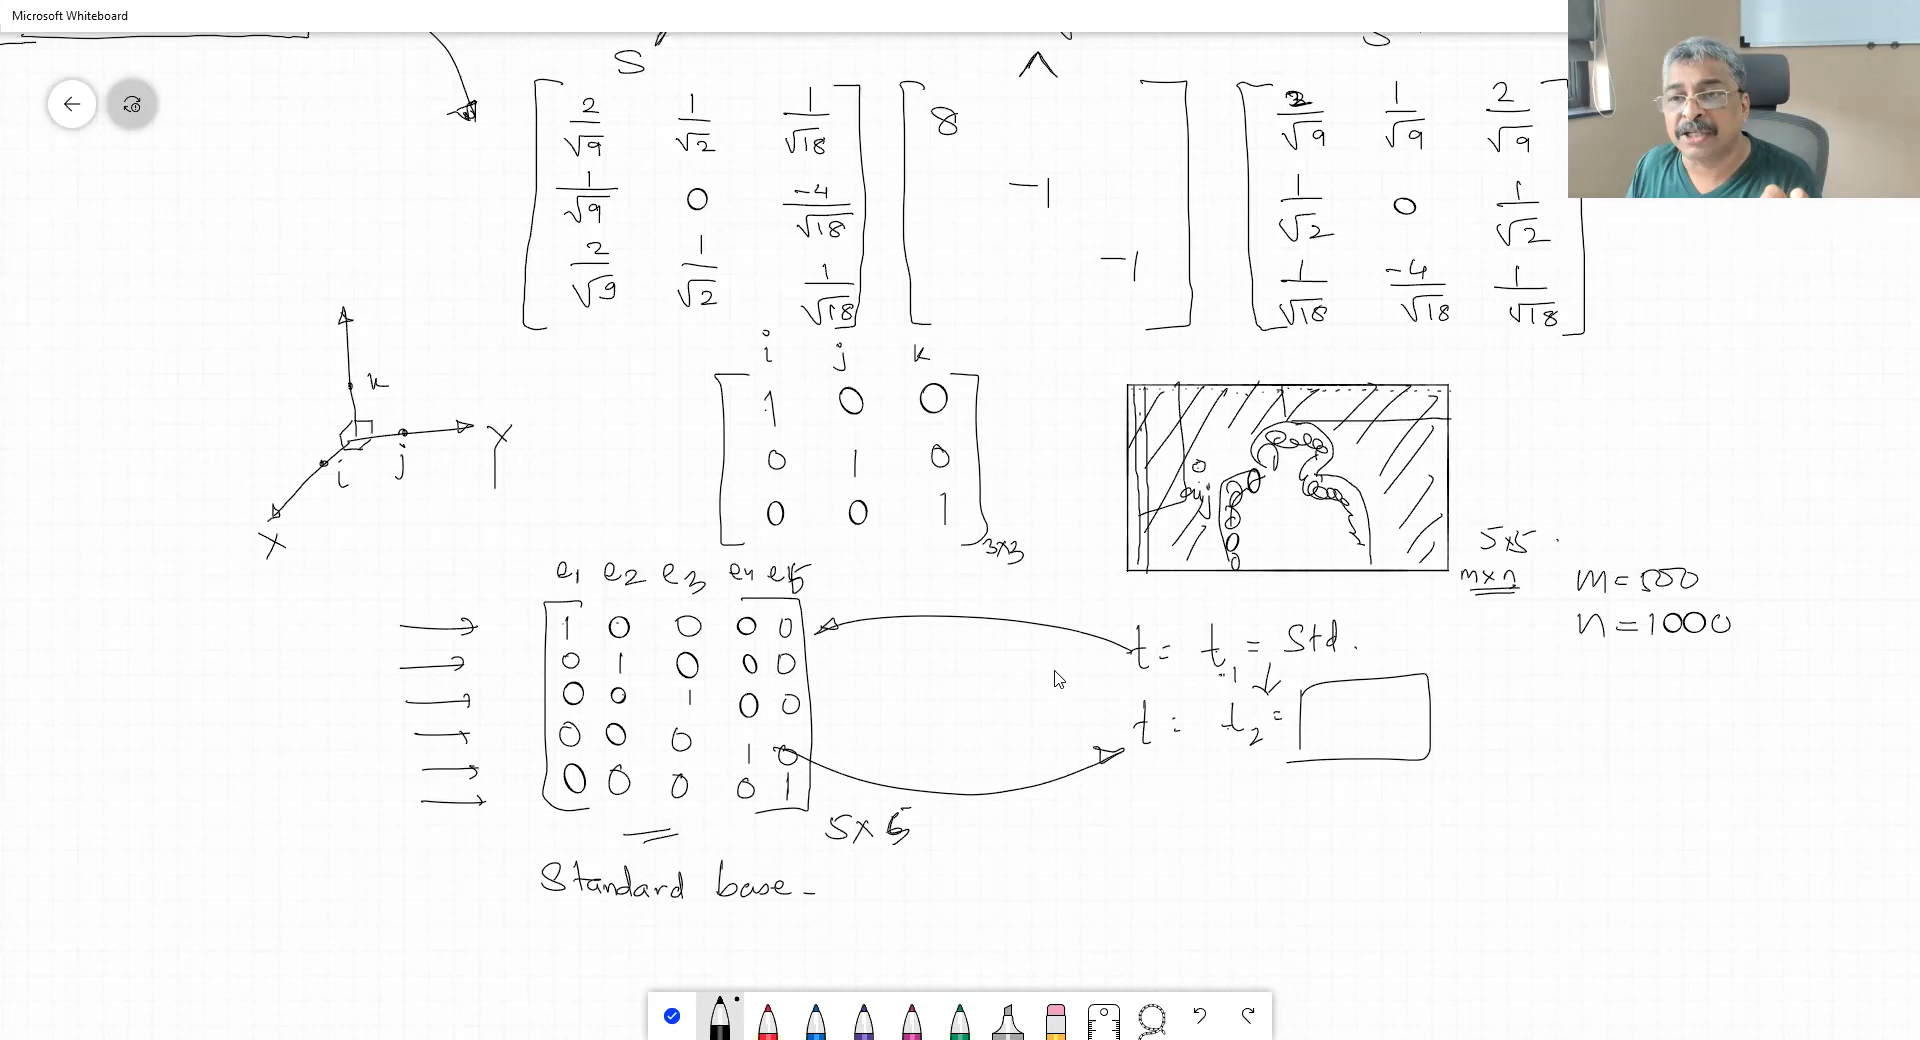 Microsoft Whiteboard
S Λ
2/√9 1/√2 1/√18 8 2/√9 1/√9 2/√9
1/√9 0 -4/√18 -1 1/√2 0 1/√2
2/√9 1/√2 1/√18 -1 1/√18 -4/√18 1/√18
i j k
1 0 0
0 1 0
0 0 1
3x3
k
Y
j
i
X
aij
5x5
mxn
m=500
n=1000
e1 e2 e3 e4 e5
1 0 0 0 0
0 1 0 0 0
0 0 1 0 0
0 0 0 1 0
0 0 0 0 1
5x5
t= t1 = Std.
t= t2 =
Standard base